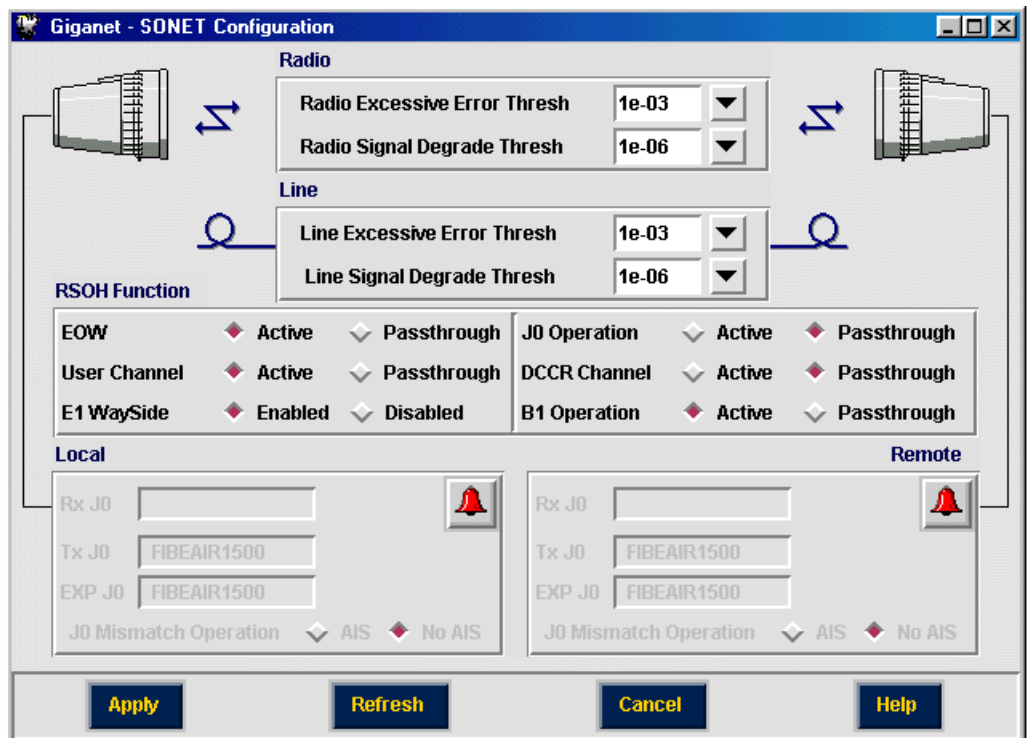 Giganet - SONET Configuration
Radio
Radio Excessive Error Thresh 1e-03
Radio Signal Degrade Thresh 1e-06
Line
Line Excessive Error Thresh 1e-03
Line Signal Degrade Thresh 1e-06
RSOH Function
EOW Active Passthrough J0 Operation Active Passthrough
User Channel Active Passthrough DCCR Channel Active Passthrough
E1 WaySide Enabled Disabled B1 Operation Active Passthrough
Local Remote
Rx J0 Rx J0
Tx J0 FIBEAIR1500 Tx J0 FIBEAIR1500
EXP J0 FIBEAIR1500 EXP J0 FIBEAIR1500
J0 Mismatch Operation AIS No AIS J0 Mismatch Operation AIS No AIS
Apply Refresh Cancel Help